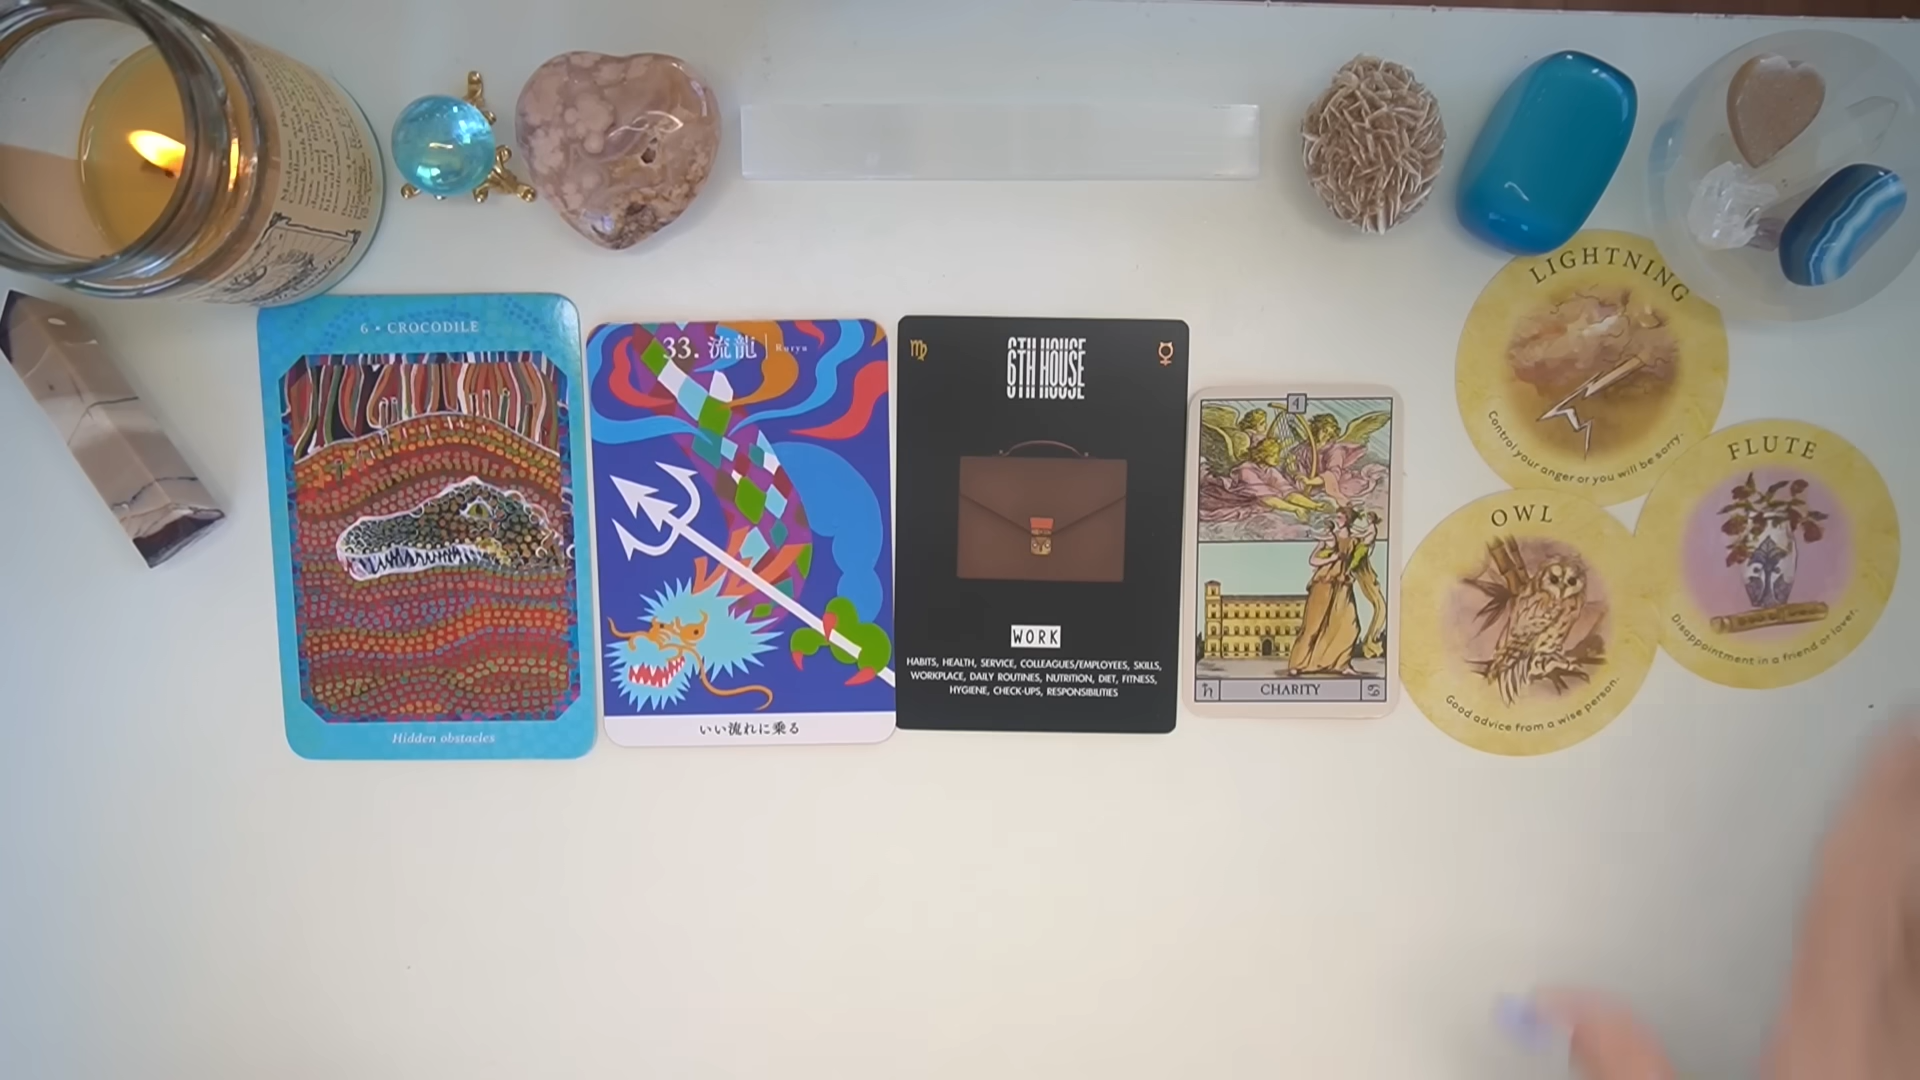 6 • CROCODILE
Hidden obstacles
33. 流龍 | Ruryu
いい流れに乗る
♍ ☿
6TH HOUSE
WORK
HABITS, HEALTH, SERVICE, COLLEAGUES/EMPLOYEES, SKILLS,
WORKPLACE, DAILY ROUTINES, NUTRITION, DIET, FITNESS,
HYGIENE, CHECK-UPS, RESPONSIBILITIES
4
♄ CHARITY ♋
LIGHTNING
Control your anger or you will be sorry.
FLUTE
Disappointment in a friend or lover.
OWL
Good advice from a wise person.